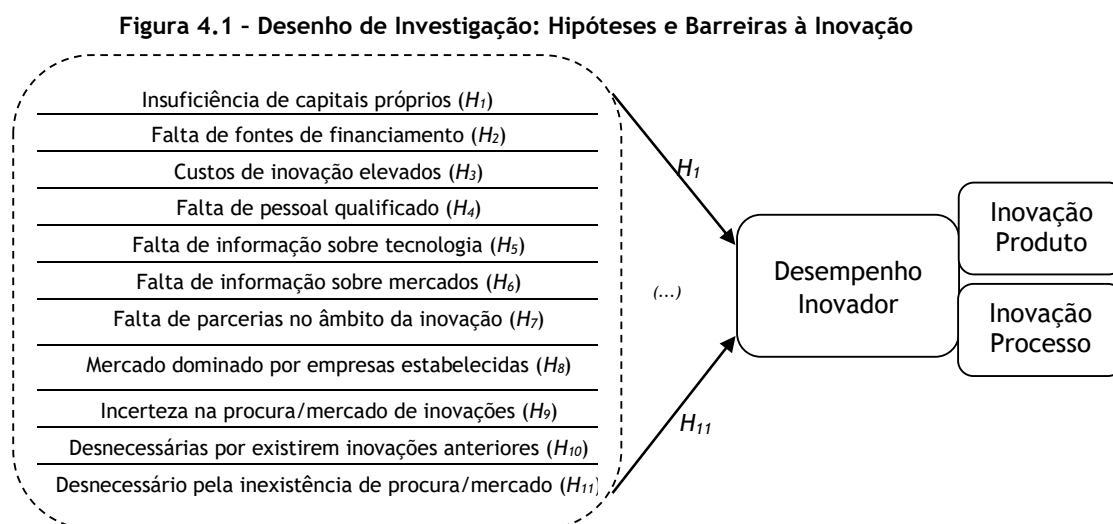 Figura 4.1 - Desenho de Investigação: Hipóteses e Barreiras à Inovação
Insuficiência de capitais próprios (H1)
Falta de fontes de financiamento (H2)
Custos de inovação elevados (H3)
Falta de pessoal qualificado (H4)
Falta de informação sobre tecnologia (H5)
Falta de informação sobre mercados (H6)
Falta de parcerias no âmbito da inovação (H7)
Mercado dominado por empresas estabelecidas (H8)
Incerteza na procura/mercado de inovações (H9)
Desnecessárias por existirem inovações anteriores (H10)
Desnecessário pela inexistência de procura/mercado (H11)
H1
(...)
H11
Desempenho
Inovador
Inovação
Produto
Inovação
Processo